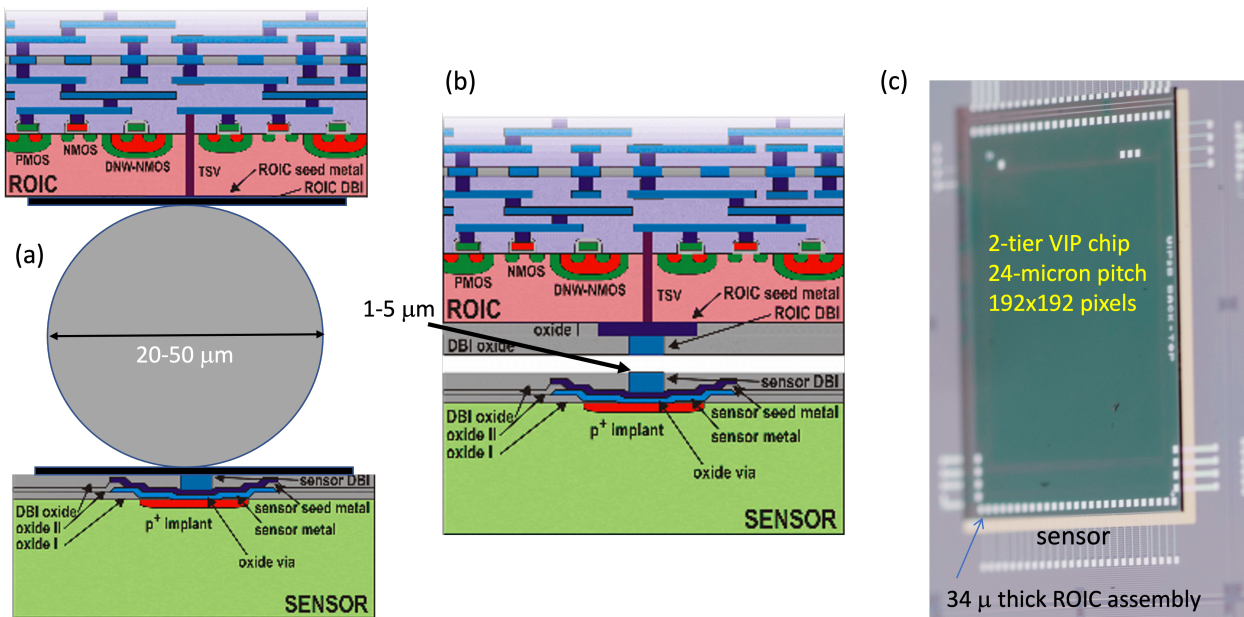 (a)
PMOS
NMOS
DNW-NMOS
TSV
ROIC seed metal
ROIC DBI
ROIC
20-50 μm
sensor DBI
DBI oxide
oxide II
oxide I
sensor seed metal
sensor metal
p+ Implant
oxide via
SENSOR
(b)
PMOS
NMOS
DNW-NMOS
TSV
ROIC seed metal
ROIC DBI
ROIC
1-5 μm
oxide I
DBI oxide
sensor DBI
DBI oxide
oxide II
oxide I
sensor seed metal
sensor metal
p+ Implant
oxide via
SENSOR
(c)
2-tier VIP chip
24-micron pitch
192x192 pixels
sensor
34 μ thick ROIC assembly